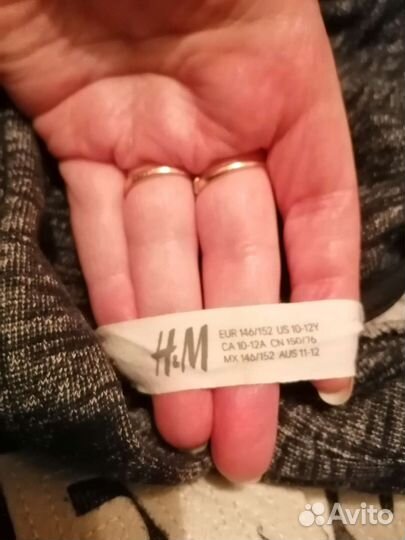 H&M
EUR 146/152 US 10-12Y
CA 10-12A CN 150/76
MX 146/152 AUS 11-12
Avito